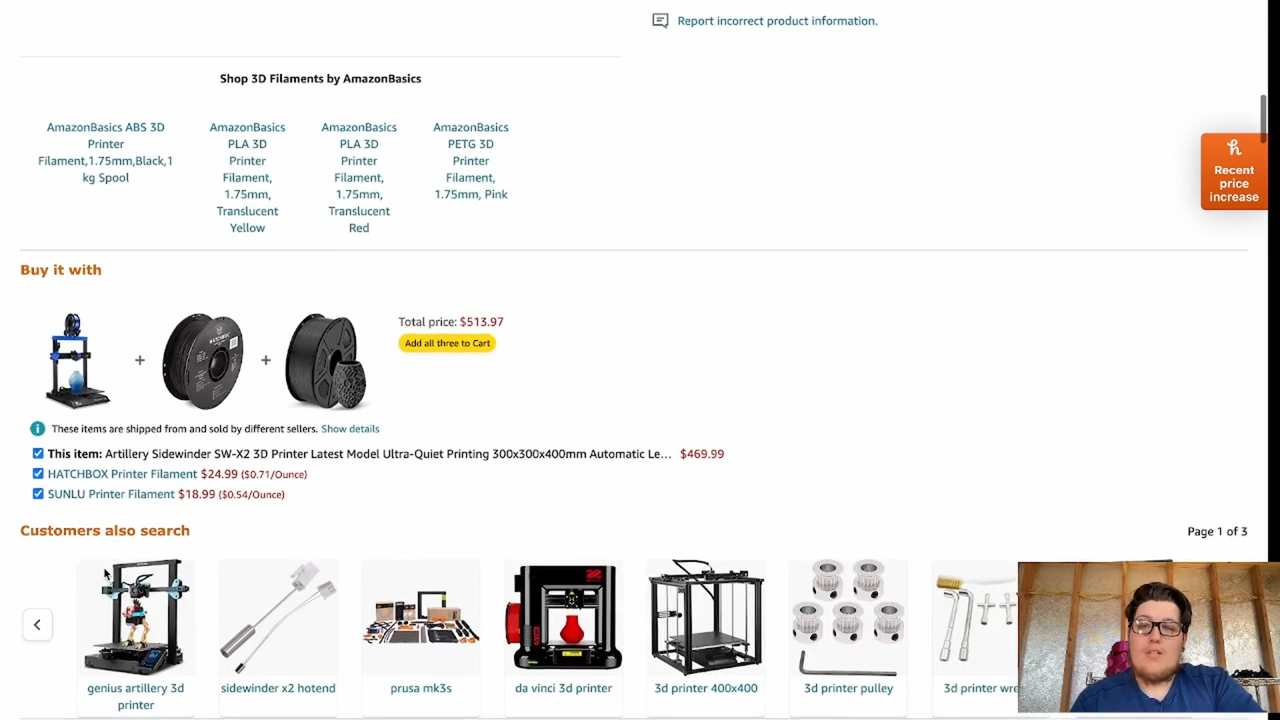 Report incorrect product information.
Shop 3D Filaments by AmazonBasics
AmazonBasics ABS 3D
Printer
Filament,1.75mm,Black,1
kg Spool
AmazonBasics
PLA 3D
Printer
Filament,
1.75mm,
Translucent
Yellow
AmazonBasics
PLA 3D
Printer
Filament,
1.75mm,
Translucent
Red
AmazonBasics
PETG 3D
Printer
Filament,
1.75mm, Pink
Recent
price
increase
Buy it with
Total price: $513.97
Add all three to Cart
HATCHBOX
These items are shipped from and sold by different sellers. Show details
This item: Artillery Sidewinder SW-X2 3D Printer Latest Model Ultra-Quiet Printing 300x300x400mm Automatic Le... $469.99
HATCHBOX Printer Filament $24.99 ($0.71/Ounce)
SUNLU Printer Filament $18.99 ($0.54/Ounce)
Customers also search
Page 1 of 3
genius artillery 3d
printer
sidewinder x2 hotend
prusa mk3s
da vinci 3d printer
3d printer 400x400
3d printer pulley
3d printer wre